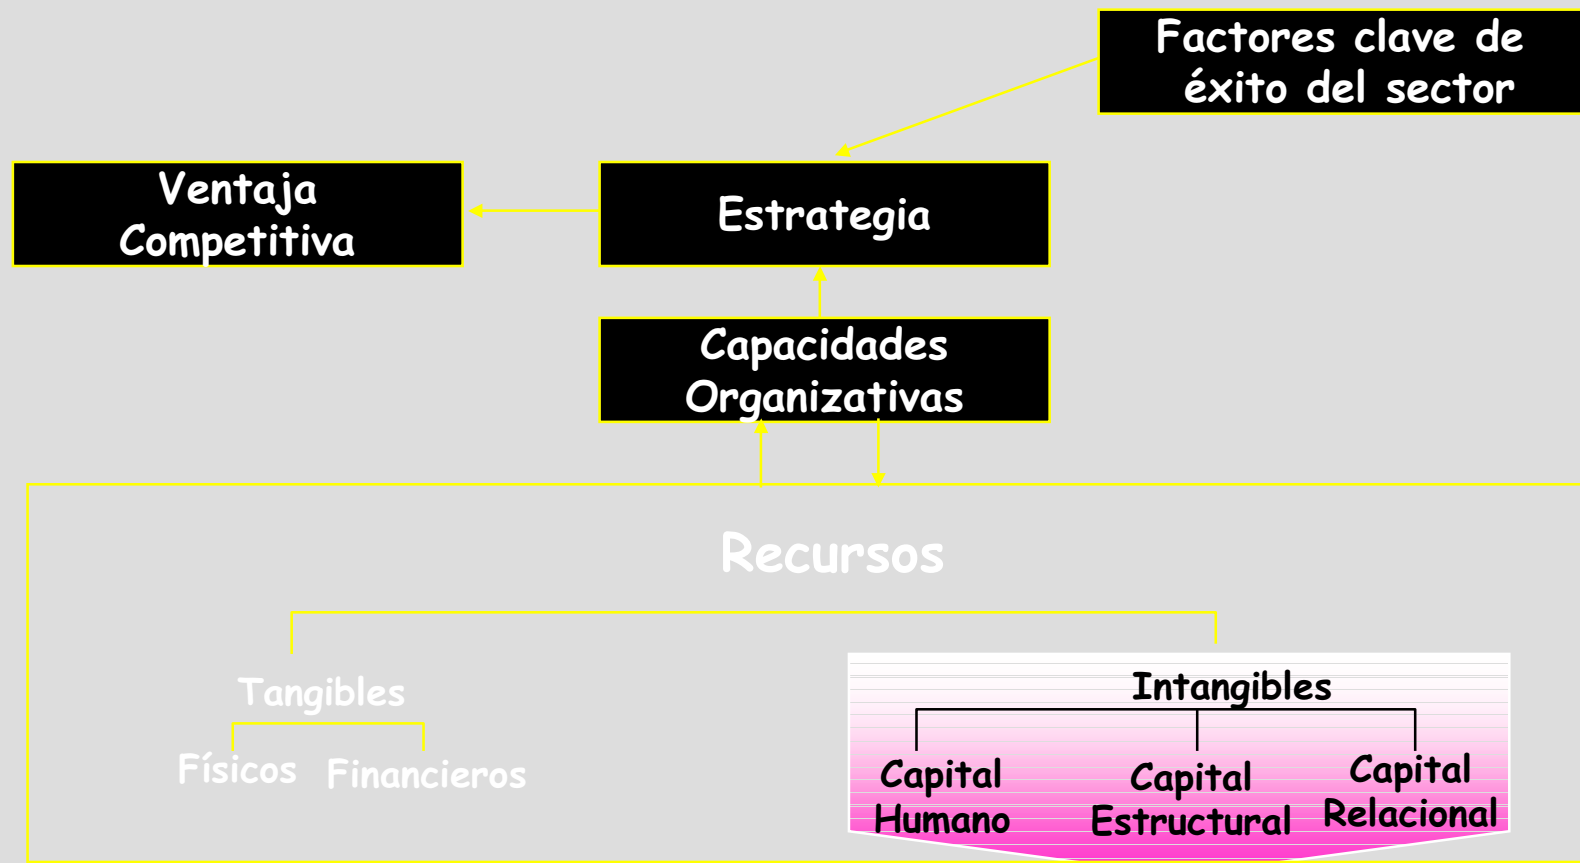 Factores clave de
éxito del sector
Ventaja
Competitiva
Estrategia
Capacidades
Organizativas
Recursos
Tangibles
Intangibles
Físicos
Financieros
Capital
Humano
Capital
Estructural
Capital
Relacional